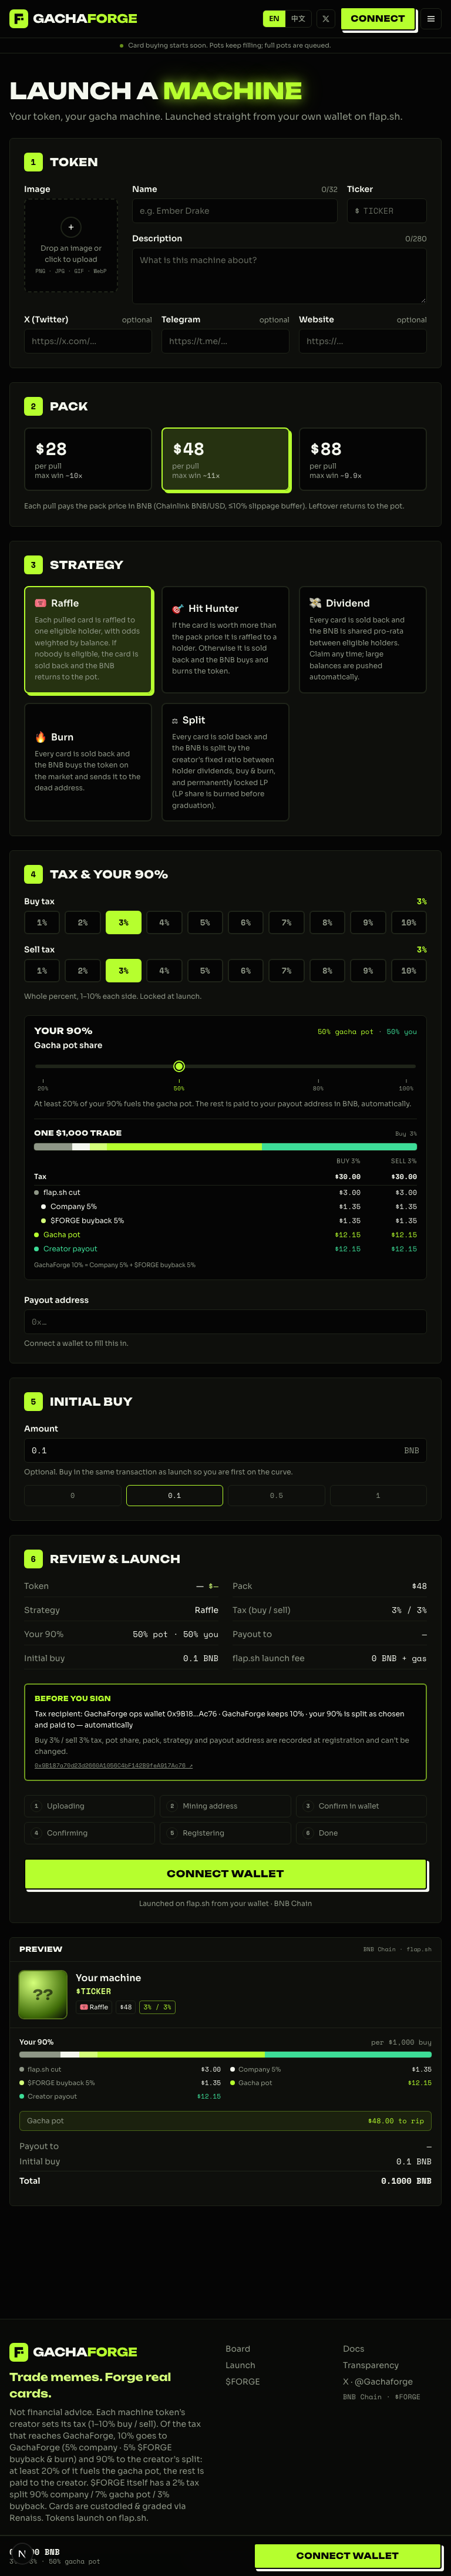 GACHAFORGE
EN 中文
CONNECT
Card buying starts soon. Pots keep filling; full pots are queued.
LAUNCH A MACHINE
Your token, your gacha machine. Launched straight from your own wallet on flap.sh.
1 TOKEN
Image
Name 0/32
Ticker
+
Drop an image or
click to upload
PNG · JPG · GIF · WebP
e.g. Ember Drake
$ TICKER
Description 0/280
What is this machine about?
X (Twitter) optional
Telegram optional
Website optional
https://x.com/…
https://t.me/…
https://…
2 PACK
$28
per pull
max win ~10x
$48
per pull
max win ~11x
$88
per pull
max win ~9.9x
Each pull pays the pack price in BNB (Chainlink BNB/USD, ≤10% slippage buffer). Leftover returns to the pot.
3 STRATEGY
Raffle
Each pulled card is raffled to
one eligible holder, with odds
weighted by balance. If
nobody is eligible, the card is
sold back and the BNB
returns to the pot.
Hit Hunter
If the card is worth more than
the pack price it is raffled to a
holder. Otherwise it is sold
back and the BNB buys and
burns the token.
Dividend
Every card is sold back and
the BNB is shared pro-rata
between eligible holders.
Claim any time; large
balances are pushed
automatically.
Burn
Every card is sold back and
the BNB buys the token on
the market and sends it to the
dead address.
Split
Every card is sold back and
the BNB is split by the
creator's fixed ratio between
holder dividends, buy & burn,
and permanently locked LP
(LP share is burned before
graduation).
4 TAX & YOUR 90%
Buy tax 3%
1% 2% 3% 4% 5% 6% 7% 8% 9% 10%
Sell tax 3%
1% 2% 3% 4% 5% 6% 7% 8% 9% 10%
Whole percent, 1–10% each side. Locked at launch.
YOUR 90% 50% gacha pot · 50% you
Gacha pot share
20% 50% 80% 100%
At least 20% of your 90% fuels the gacha pot. The rest is paid to your payout address in BNB, automatically.
ONE $1,000 TRADE Buy 3%
BUY 3% SELL 3%
Tax $30.00 $30.00
flap.sh cut $3.00 $3.00
Company 5% $1.35 $1.35
$FORGE buyback 5% $1.35 $1.35
Gacha pot $12.15 $12.15
Creator payout $12.15 $12.15
GachaForge 10% = Company 5% + $FORGE buyback 5%
Payout address
0x…
Connect a wallet to fill this in.
5 INITIAL BUY
Amount
0.1 BNB
Optional. Buy in the same transaction as launch so you are first on the curve.
0 0.1 0.5 1
6 REVIEW & LAUNCH
Token — $— Pack $48
Strategy Raffle Tax (buy / sell) 3% / 3%
Your 90% 50% pot · 50% you Payout to —
Initial buy 0.1 BNB flap.sh launch fee 0 BNB + gas
BEFORE YOU SIGN
Tax recipient: GachaForge ops wallet 0x9B18…Ac76 · GachaForge keeps 10% · your 90% is split as chosen
and paid to — automatically
Buy 3% / sell 3% tax, pot share, pack, strategy and payout address are recorded at registration and can't be
changed.
1 Uploading
2 Mining address
3 Confirm in wallet
4 Confirming
5 Registering
6 Done
CONNECT WALLET
Launched on flap.sh from your wallet · BNB Chain
PREVIEW BNB Chain · flap.sh
??
Your machine
$TICKER
Raffle $48 3% / 3%
Your 90% per $1,000 buy
flap.sh cut $3.00 Company 5% $1.35
$FORGE buyback 5% $1.35 Gacha pot $12.15
Creator payout $12.15
Gacha pot $48.00 to rip
Payout to —
Initial buy 0.1 BNB
Total 0.1000 BNB
GACHAFORGE
Trade memes. Forge real
cards.
Not financial advice. Each machine token's
creator sets its tax (1–10% buy / sell). Of the tax
that reaches GachaForge, 10% goes to
GachaForge (5% company · 5% $FORGE
buyback & burn) and 90% to the creator's split:
at least 20% of it fuels the gacha pot, the rest is
paid to the creator. $FORGE itself has a 2% tax
split 90% company / 7% gacha pot / 3%
buyback. Cards are custodied & graded via
Renaiss. Tokens launch on flap.sh.
Board
Launch
$FORGE
Docs
Transparency
X · @Gachaforge
BNB Chain · $FORGE
N
BNB
50% gacha pot
CONNECT WALLET